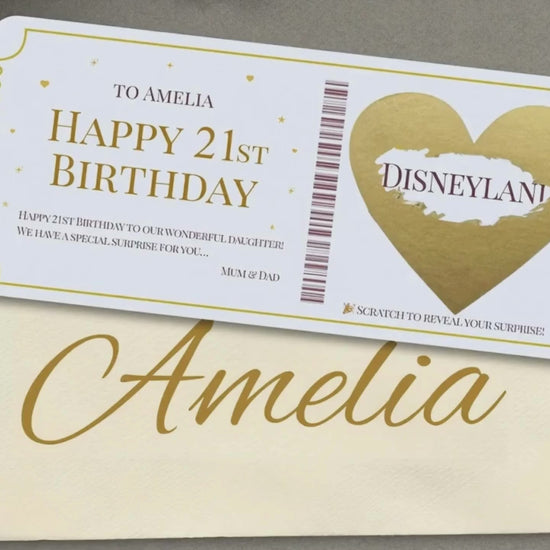 TO AMELIA
HAPPY 21ST
BIRTHDAY
HAPPY 21ST BIRTHDAY TO OUR WONDERFUL DAUGHTER!
WE HAVE A SPECIAL SURPRISE FOR YOU...
MUM & DAD
DISNEYLAND
SCRATCH TO REVEAL YOUR SURPRISE!
Amelia